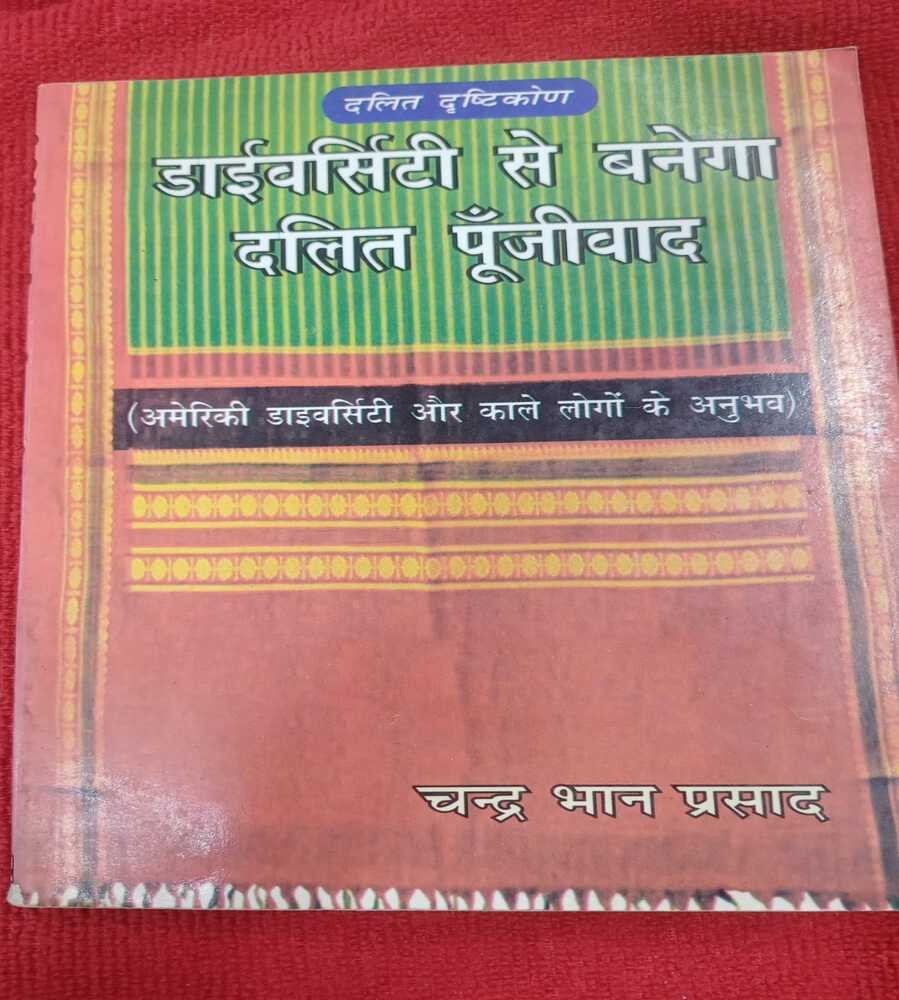 दलित दृष्टिकोण
डाईवर्सिटी से बनेगा
दलित पूँजीवाद
(अमेरिकी डाइवर्सिटी और काले लोगों के अनुभव)
चन्द्र भान प्रसाद